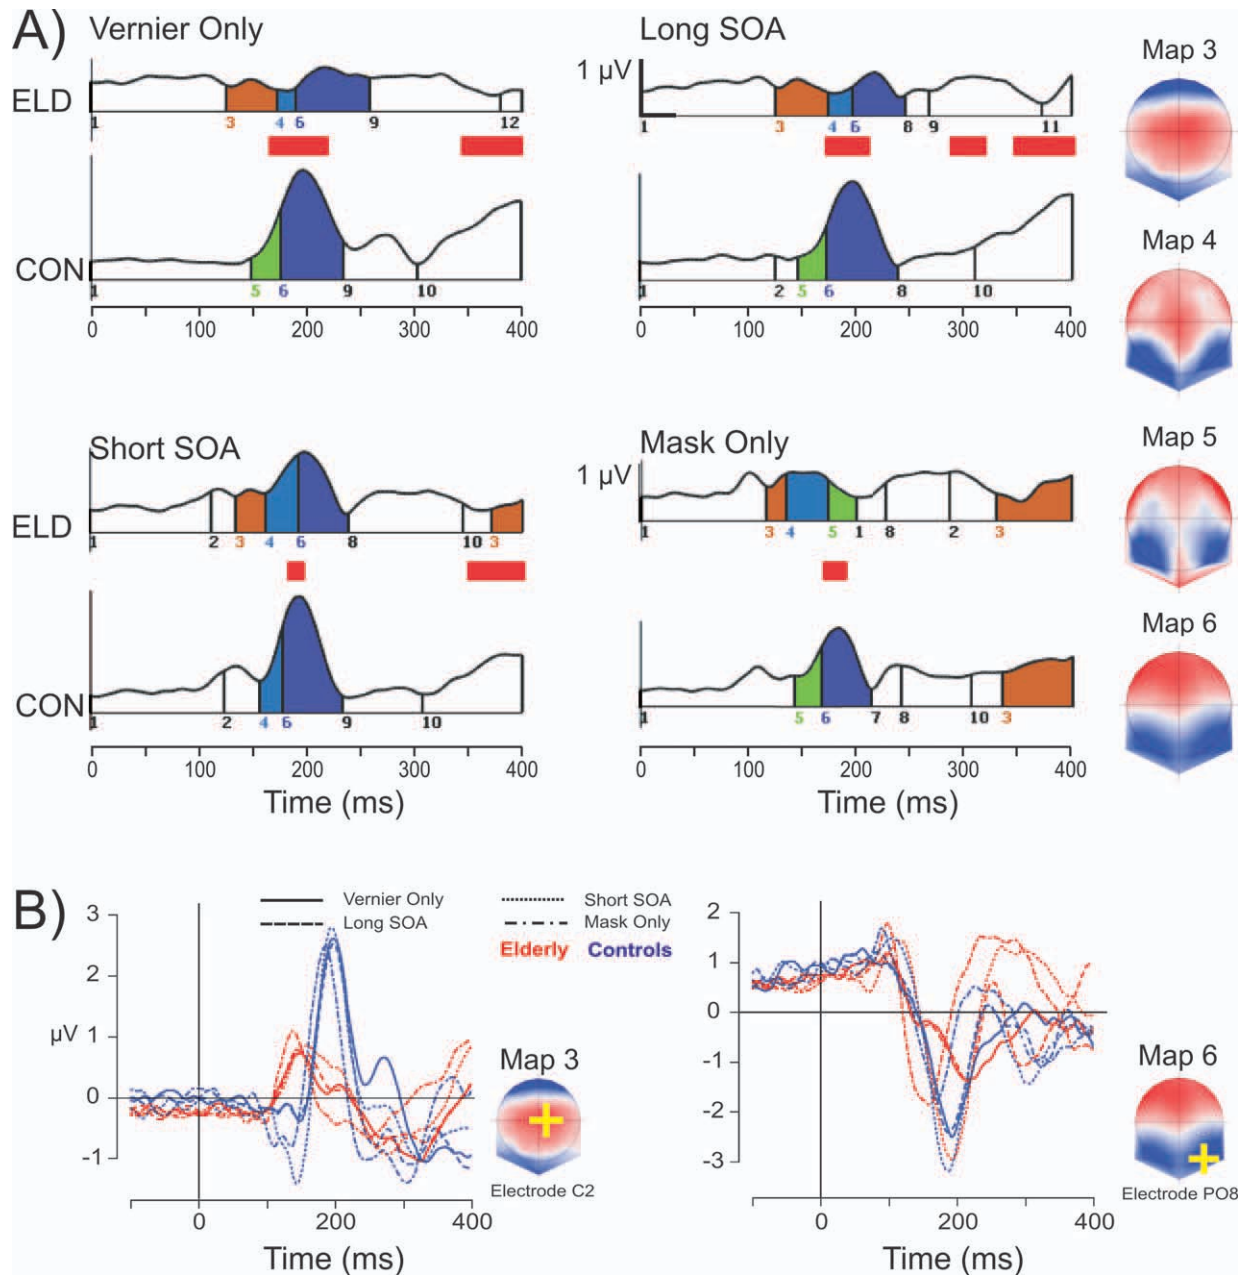 A) Vernier Only Long SOA Map 3
1 µV
ELD
1 3 4 6 9 12 1 3 4 6 8 9 11
Map 4
CON
1 5 6 9 10 1 2 5 6 8 10
0 100 200 300 400 0 100 200 300 400
Short SOA Mask Only Map 5
1 µV
ELD
1 2 3 4 6 8 10 3 1 3 4 5 1 8 2 3
Map 6
CON
1 2 4 6 9 10 1 5 6 7 8 10 3
0 100 200 300 400 0 100 200 300 400
Time (ms) Time (ms)
B) Vernier Only Short SOA
Long SOA Mask Only
Elderly Controls
3
2
1
0
-1
µV
Map 3
Electrode C2
0 200 400
Time (ms)
2
1
0
-1
-2
-3
Map 6
Electrode PO8
0 200 400
Time (ms)